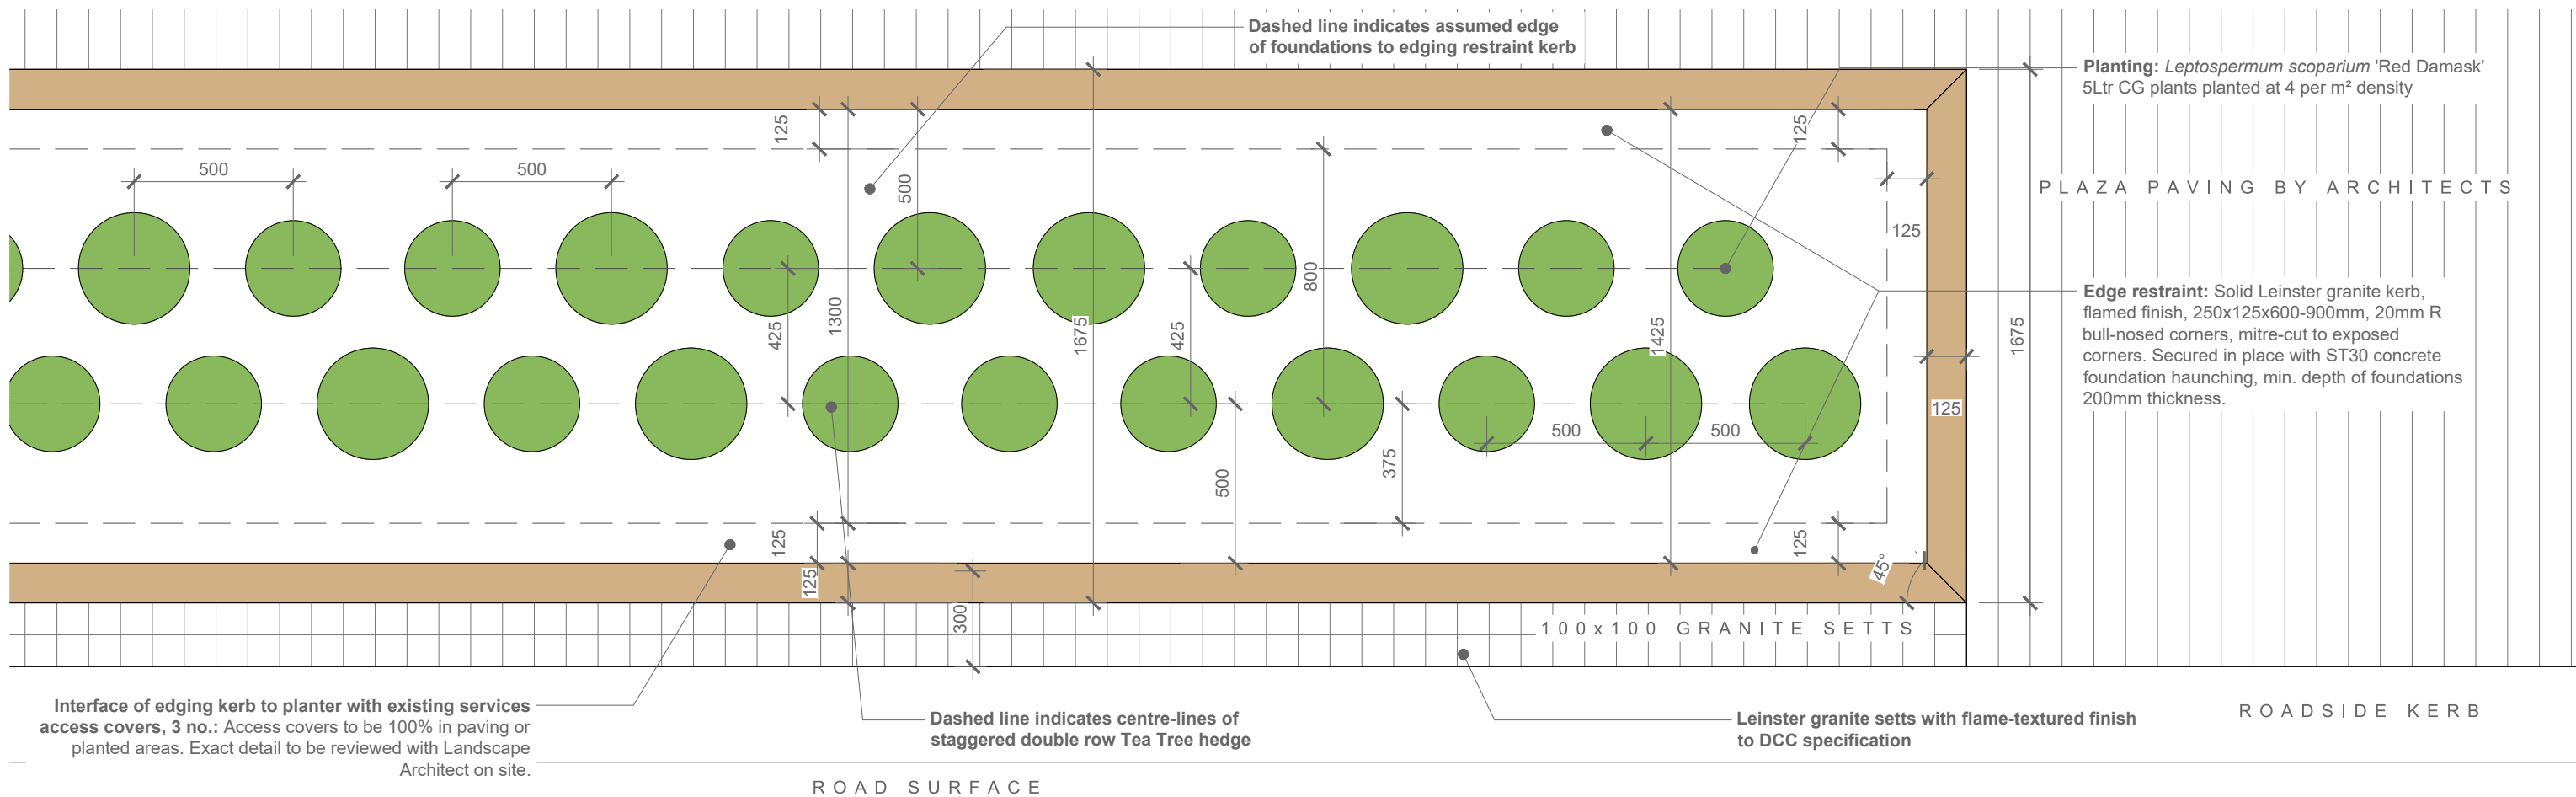 Dashed line indicates assumed edge
of foundations to edging restraint kerb
Planting: Leptospermum scoparium 'Red Damask'
5Ltr CG plants planted at 4 per m² density
125
125
500
500
500
PLAZA PAVING BY ARCHITECTS
125
800
1300
425
1675
425
1425
1675
Edge restraint: Solid Leinster granite kerb,
flamed finish, 250x125x600-900mm, 20mm R
bull-nosed corners, mitre-cut to exposed
corners. Secured in place with ST30 concrete
foundation haunching, min. depth of foundations
200mm thickness.
125
500
500
500
375
125
125
125
45°
300
100x100 GRANITE SETTS
Interface of edging kerb to planter with existing services
access covers, 3 no.: Access covers to be 100% in paving or
planted areas. Exact detail to be reviewed with Landscape
Architect on site.
Dashed line indicates centre-lines of
staggered double row Tea Tree hedge
Leinster granite setts with flame-textured finish
to DCC specification
ROADSIDE KERB
ROAD SURFACE